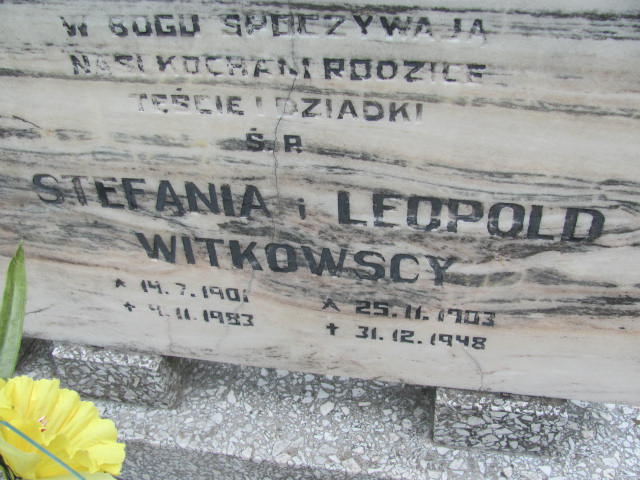 W BOGU SPOCZYWAJĄ
NASI KOCHANI RODZICE
TEŚCIE I DZIADKI
Ś.P.
STEFANIA i LEOPOLD
WITKOWSCY
* 14.7.1901 * 25.11.1903
+ 4.11.1983 + 31.12.1948